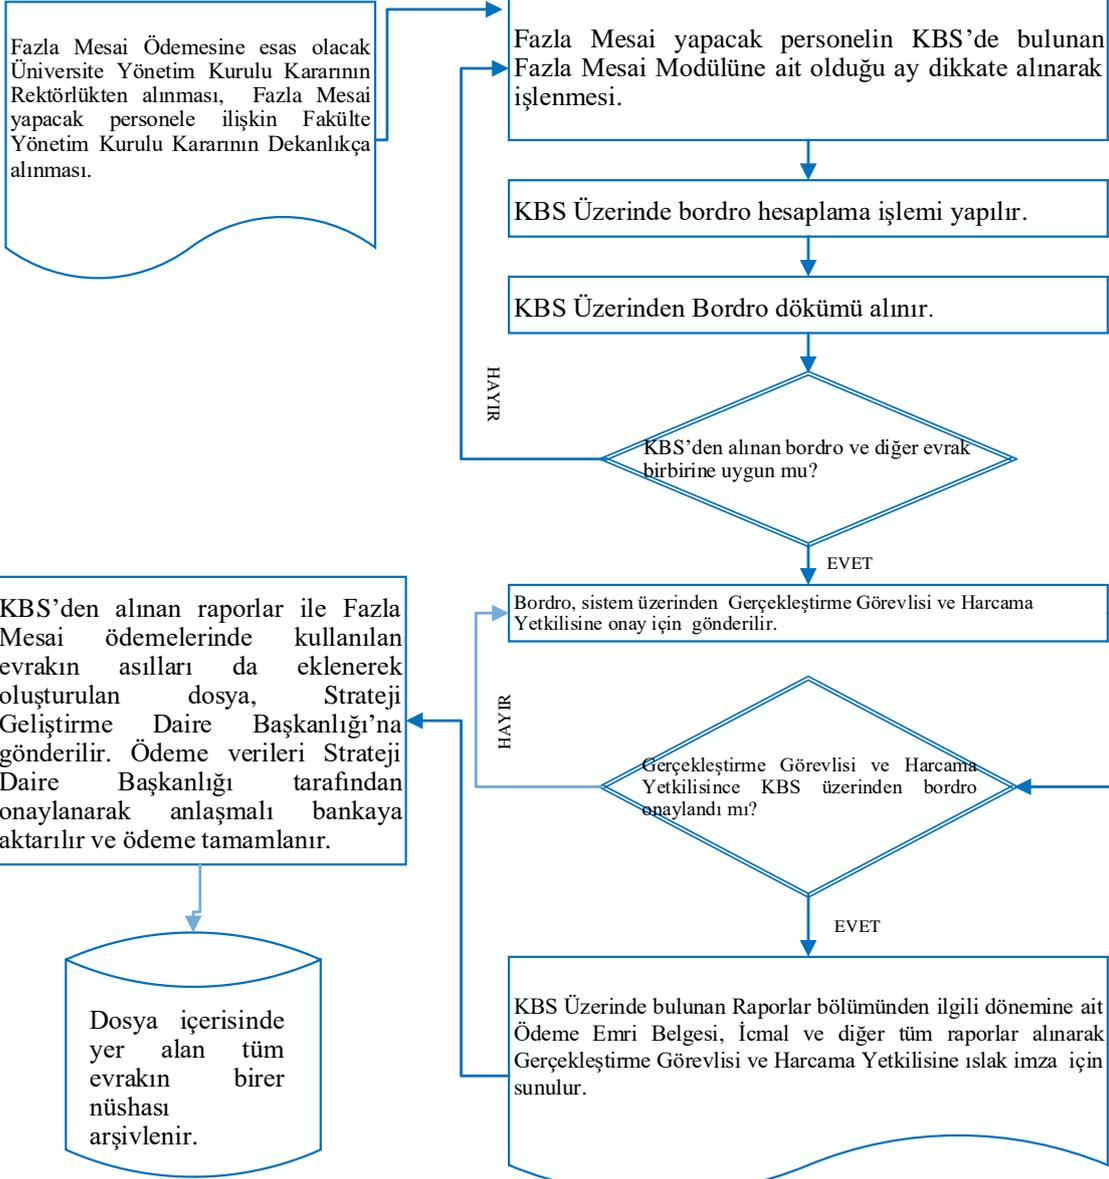 Fazla Mesai Ödemesine esas olacak
Üniversite Yönetim Kurulu Kararının
Rektörlükten alınması, Fazla Mesai
yapacak personele ilişkin Fakülte
Yönetim Kurulu Kararının Dekanlıkça
alınması.
Fazla Mesai yapacak personelin KBS’de bulunan
Fazla Mesai Modülüne ait olduğu ay dikkate alınarak
işlenmesi.
KBS Üzerinde bordro hesaplama işlemi yapılır.
KBS Üzerinden Bordro dökümü alınır.
HAYIR
KBS’den alınan bordro ve diğer evrak
birbirine uygun mu?
EVET
Bordro, sistem üzerinden Gerçekleştirme Görevlisi ve Harcama
Yetkilisine onay için gönderilir.
HAYIR
Gerçekleştirme Görevlisi ve Harcama
Yetkilisince KBS üzerinden bordro
onaylandı mı?
EVET
KBS Üzerinde bulunan Raporlar bölümünden ilgili dönemine ait
Ödeme Emri Belgesi, İcmal ve diğer tüm raporlar alınarak
Gerçekleştirme Görevlisi ve Harcama Yetkilisine ıslak imza için
sunulur.
KBS’den alınan raporlar ile Fazla
Mesai ödemelerinde kullanılan
evrakın asılları da eklenerek
oluşturulan dosya, Strateji
Geliştirme Daire Başkanlığı’na
gönderilir. Ödeme verileri Strateji
Daire Başkanlığı tarafından
onaylanarak anlaşmalı bankaya
aktarılır ve ödeme tamamlanır.
Dosya içerisinde
yer alan tüm
evrakın birer
nüshası
arşivlenir.